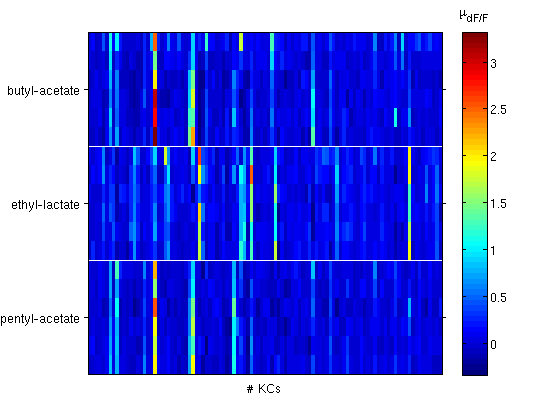 μdF/F
3
butyl-acetate
2.5
2
1.5
ethyl-lactate
1
0.5
pentyl-acetate
0
# KCs